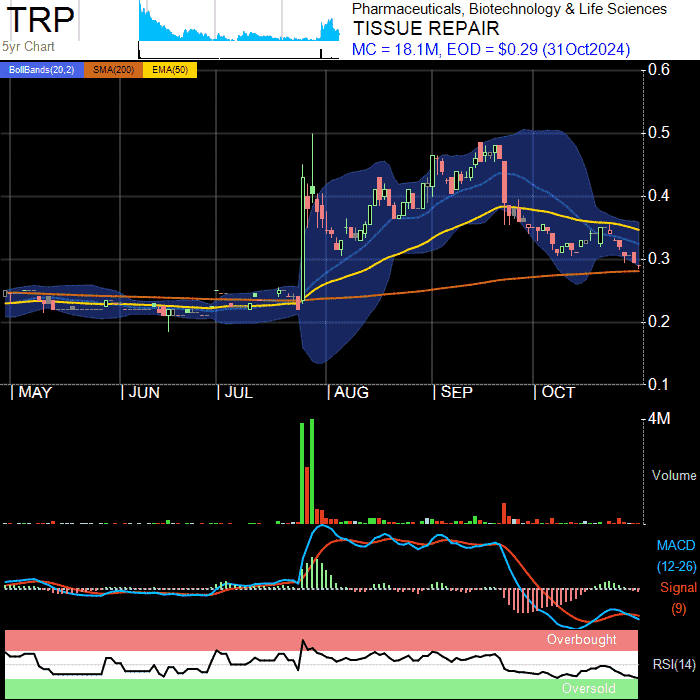 TRP
5yr Chart
Pharmaceuticals, Biotechnology & Life Sciences
TISSUE REPAIR
MC = 18.1M, EOD = $0.29 (31Oct2024)
BollBands(20,2) SMA(200) EMA(50)
0.6
0.5
0.4
0.3
0.2
0.1
MAY JUN JUL AUG SEP OCT
4M
Volume
MACD
(12-26)
Signal
(9)
Overbought
RSI(14)
Oversold